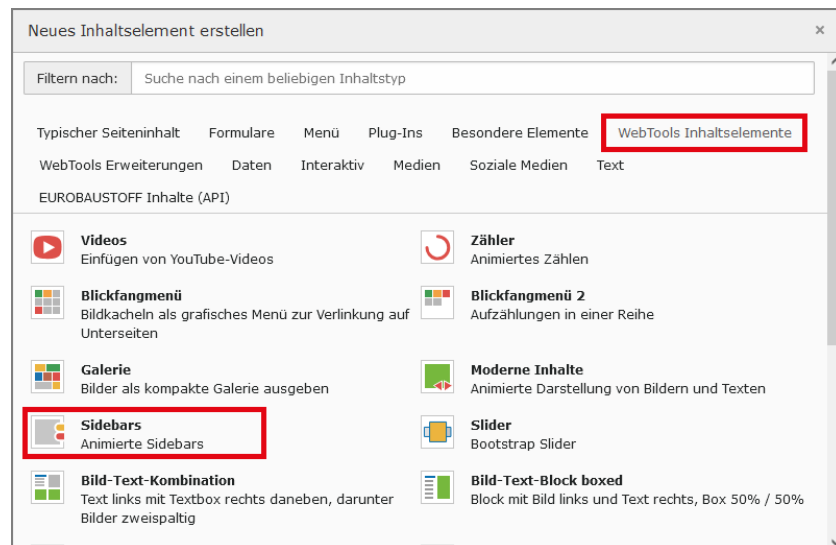 Neues Inhaltselement erstellen ×
Filtern nach: Suche nach einem beliebigen Inhaltstyp
Typischer Seiteninhalt Formulare Menü Plug-Ins Besondere Elemente WebTools Inhaltselemente
WebTools Erweiterungen Daten Interaktiv Medien Soziale Medien Text
EUROBAUSTOFF Inhalte (API)
Videos
Einfügen von YouTube-Videos
Zähler
Animiertes Zählen
Blickfangmenü
Bildkacheln als grafisches Menü zur Verlinkung auf
Unterseiten
Blickfangmenü 2
Aufzählungen in einer Reihe
Galerie
Bilder als kompakte Galerie ausgeben
Moderne Inhalte
Animierte Darstellung von Bildern und Texten
Sidebars
Animierte Sidebars
Slider
Bootstrap Slider
Bild-Text-Kombination
Text links mit Textbox rechts daneben, darunter
Bilder zweispaltig
Bild-Text-Block boxed
Block mit Bild links und Text rechts, Box 50% / 50%